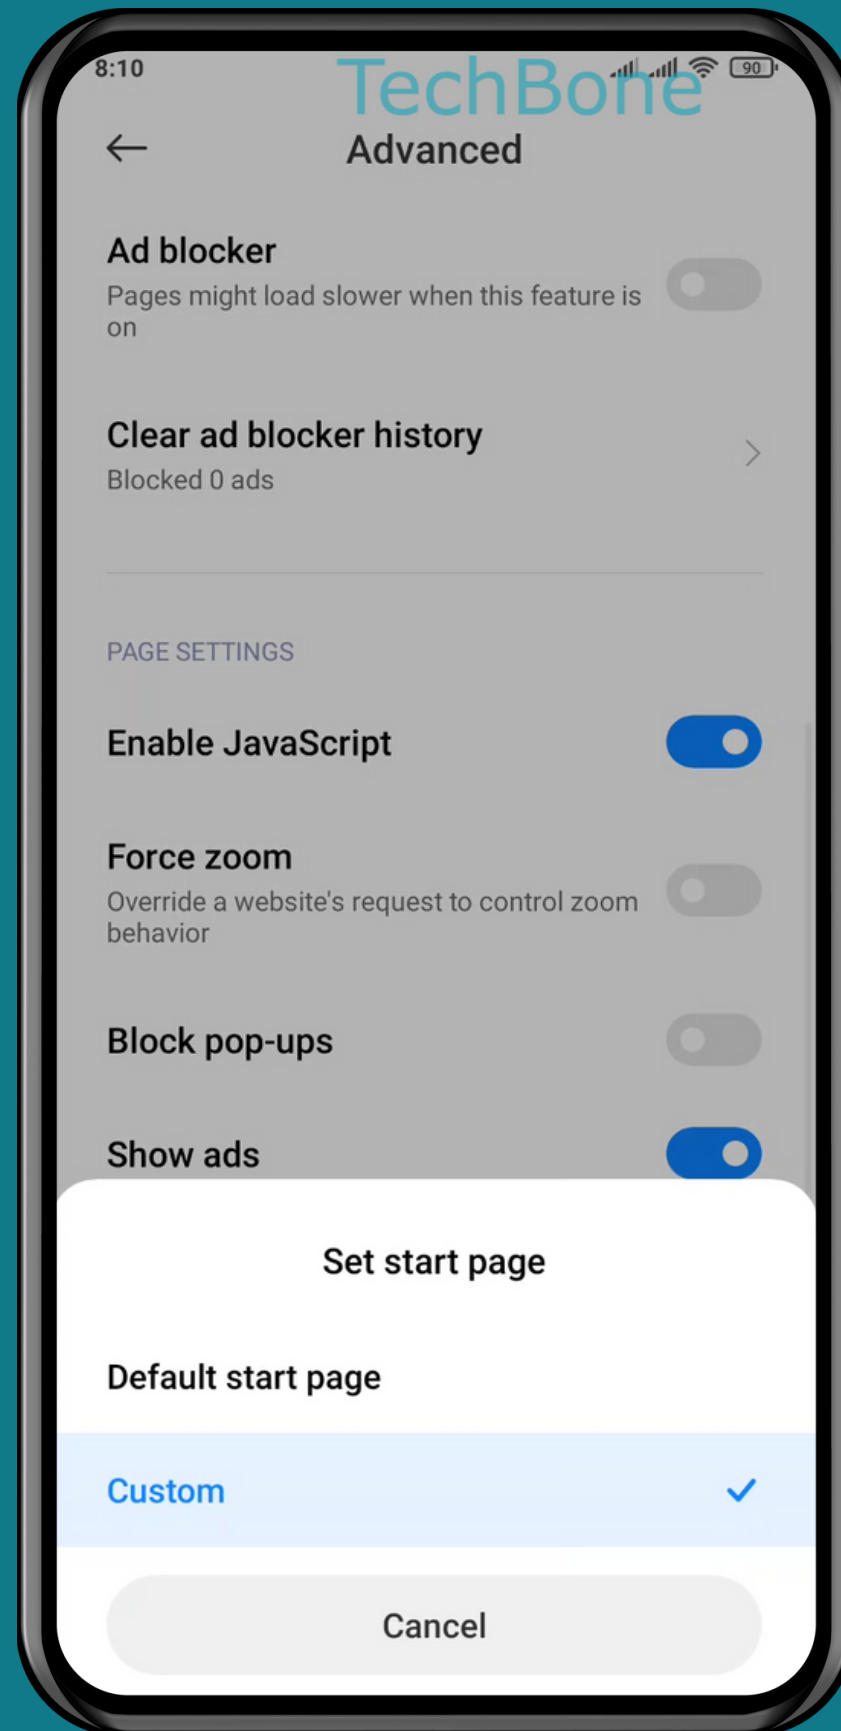 8:10
TechBone
90
Advanced
Ad blocker
Pages might load slower when this feature is
on
Clear ad blocker history
Blocked 0 ads
PAGE SETTINGS
Enable JavaScript
Force zoom
Override a website's request to control zoom
behavior
Block pop-ups
Show ads
Set start page
Default start page
Custom
Cancel